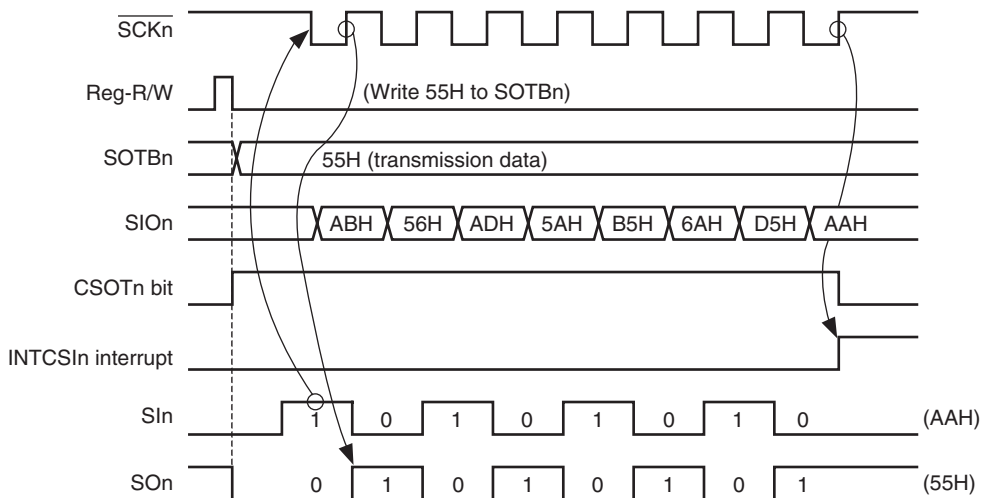 SCKn
Reg-R/W (Write 55H to SOTBn)
SOTBn 55H (transmission data)
SIOn ABH 56H ADH 5AH B5H 6AH D5H AAH
CSOTn bit
INTCSIn interrupt
SIn 1 0 1 0 1 0 1 0 (AAH)
SOn 0 1 0 1 0 1 0 1 (55H)